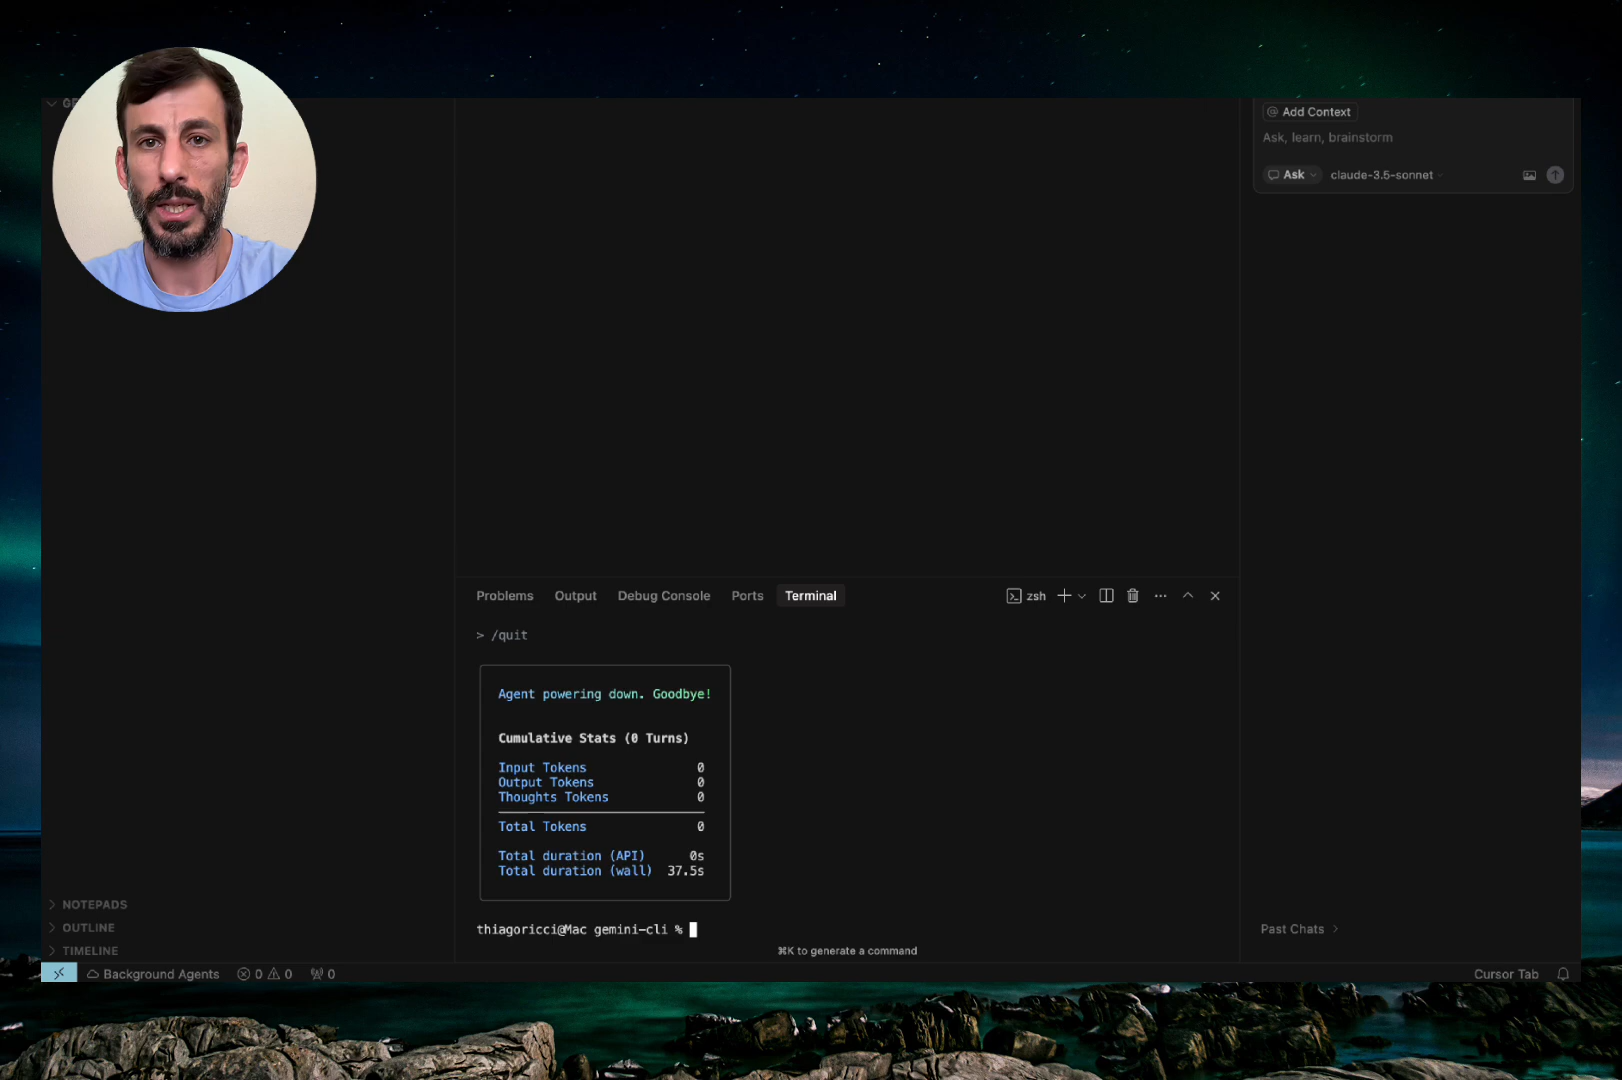 Add Context
Ask, learn, brainstorm
Ask
claude-3.5-sonnet
Problems
Output
Debug Console
Ports
Terminal
zsh
> /quit
Agent powering down. Goodbye!
Cumulative Stats (0 Turns)
Input Tokens 0
Output Tokens 0
Thoughts Tokens 0
Total Tokens 0
Total duration (API) 0s
Total duration (wall) 37.5s
thiagoricci@Mac gemini-cli %
⌘K to generate a command
NOTEPADS
OUTLINE
TIMELINE
Past Chats
Background Agents
0
0
0
Cursor Tab